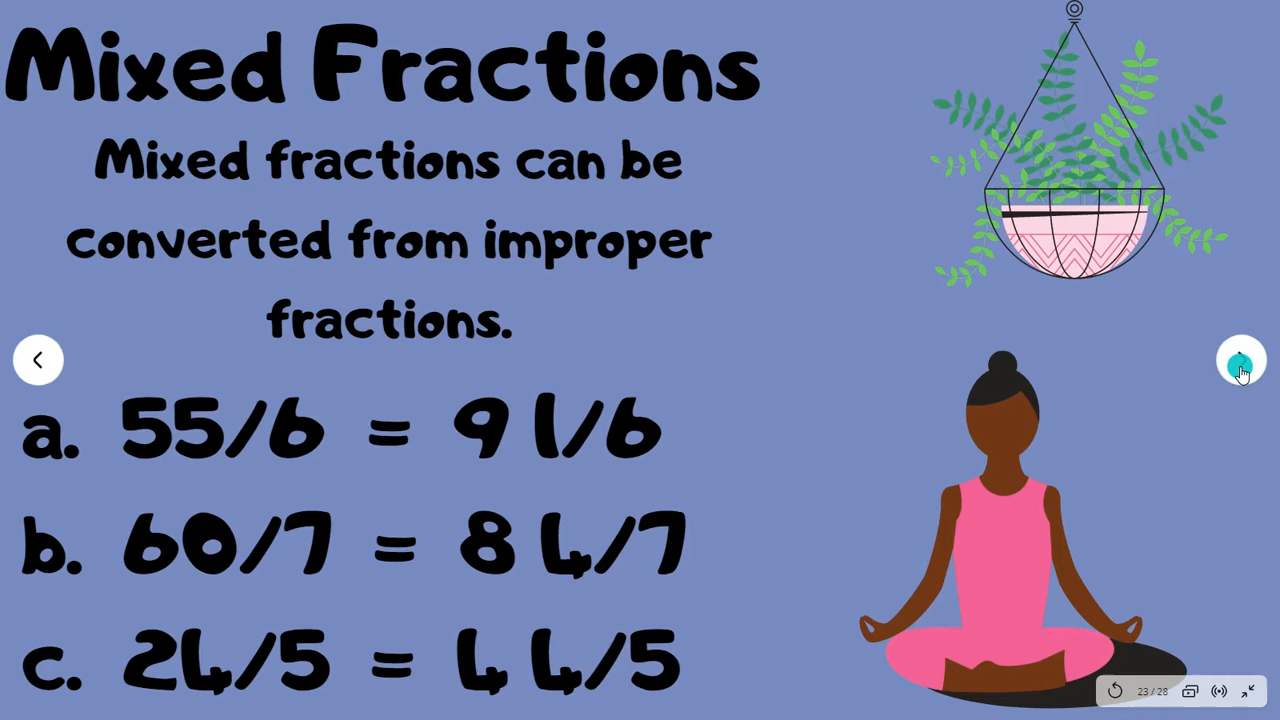 Mixed Fractions
Mixed fractions can be
converted from improper
fractions.
a. 55/6 = 9 1/6
b. 60/7 = 8 4/7
c. 24/5 = 4 4/5
23 / 28